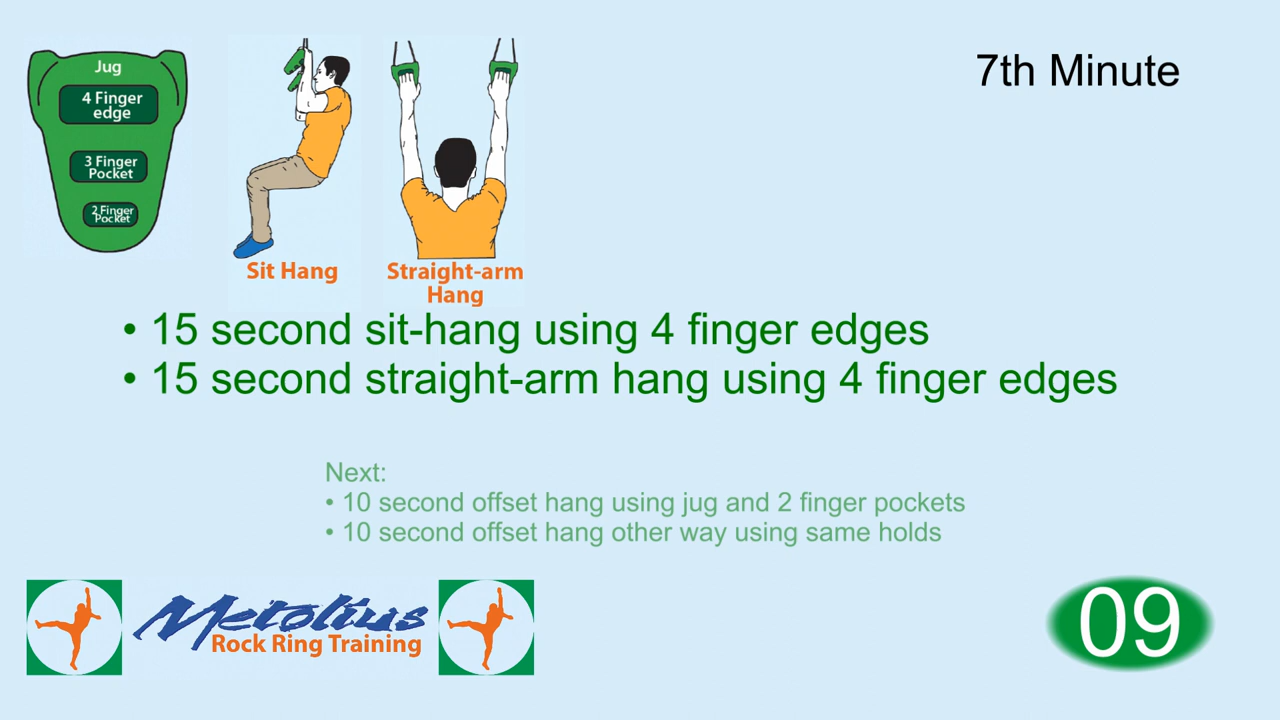 Jug
4 Finger
edge
3 Finger
Pocket
2 Finger
Pocket
Sit Hang
Straight-arm
Hang
7th Minute
• 15 second sit-hang using 4 finger edges
• 15 second straight-arm hang using 4 finger edges
Next:
• 10 second offset hang using jug and 2 finger pockets
• 10 second offset hang other way using same holds
Metolius
Rock Ring Training
09